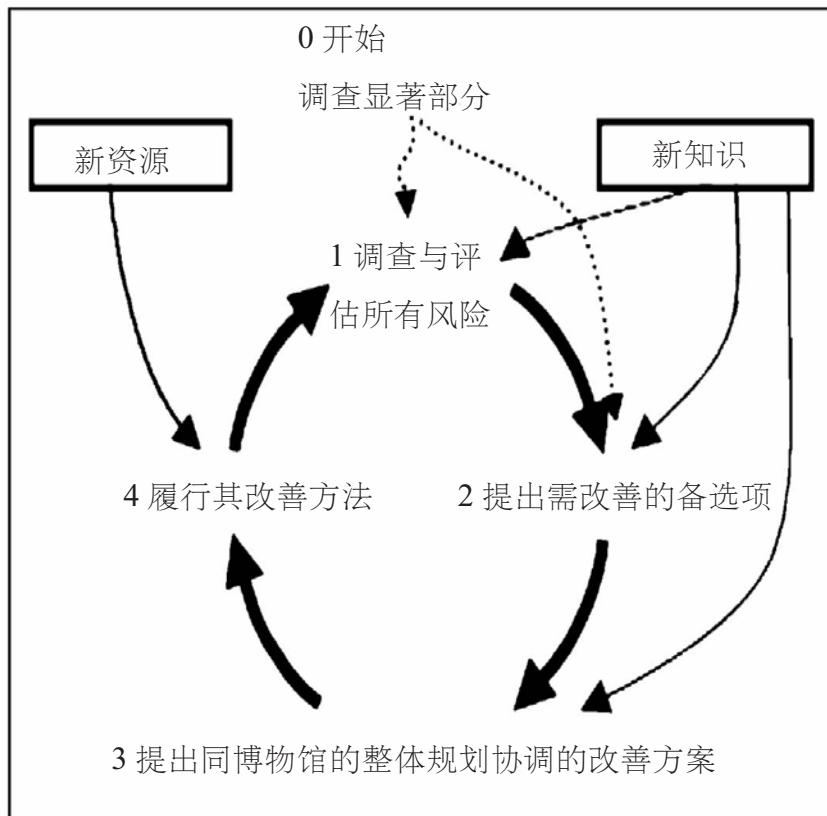 0 开始
调查显著部分
新资源
新知识
1 调查与评
估所有风险
4 履行其改善方法
2 提出需改善的备选项
3 提出同博物馆的整体规划协调的改善方案